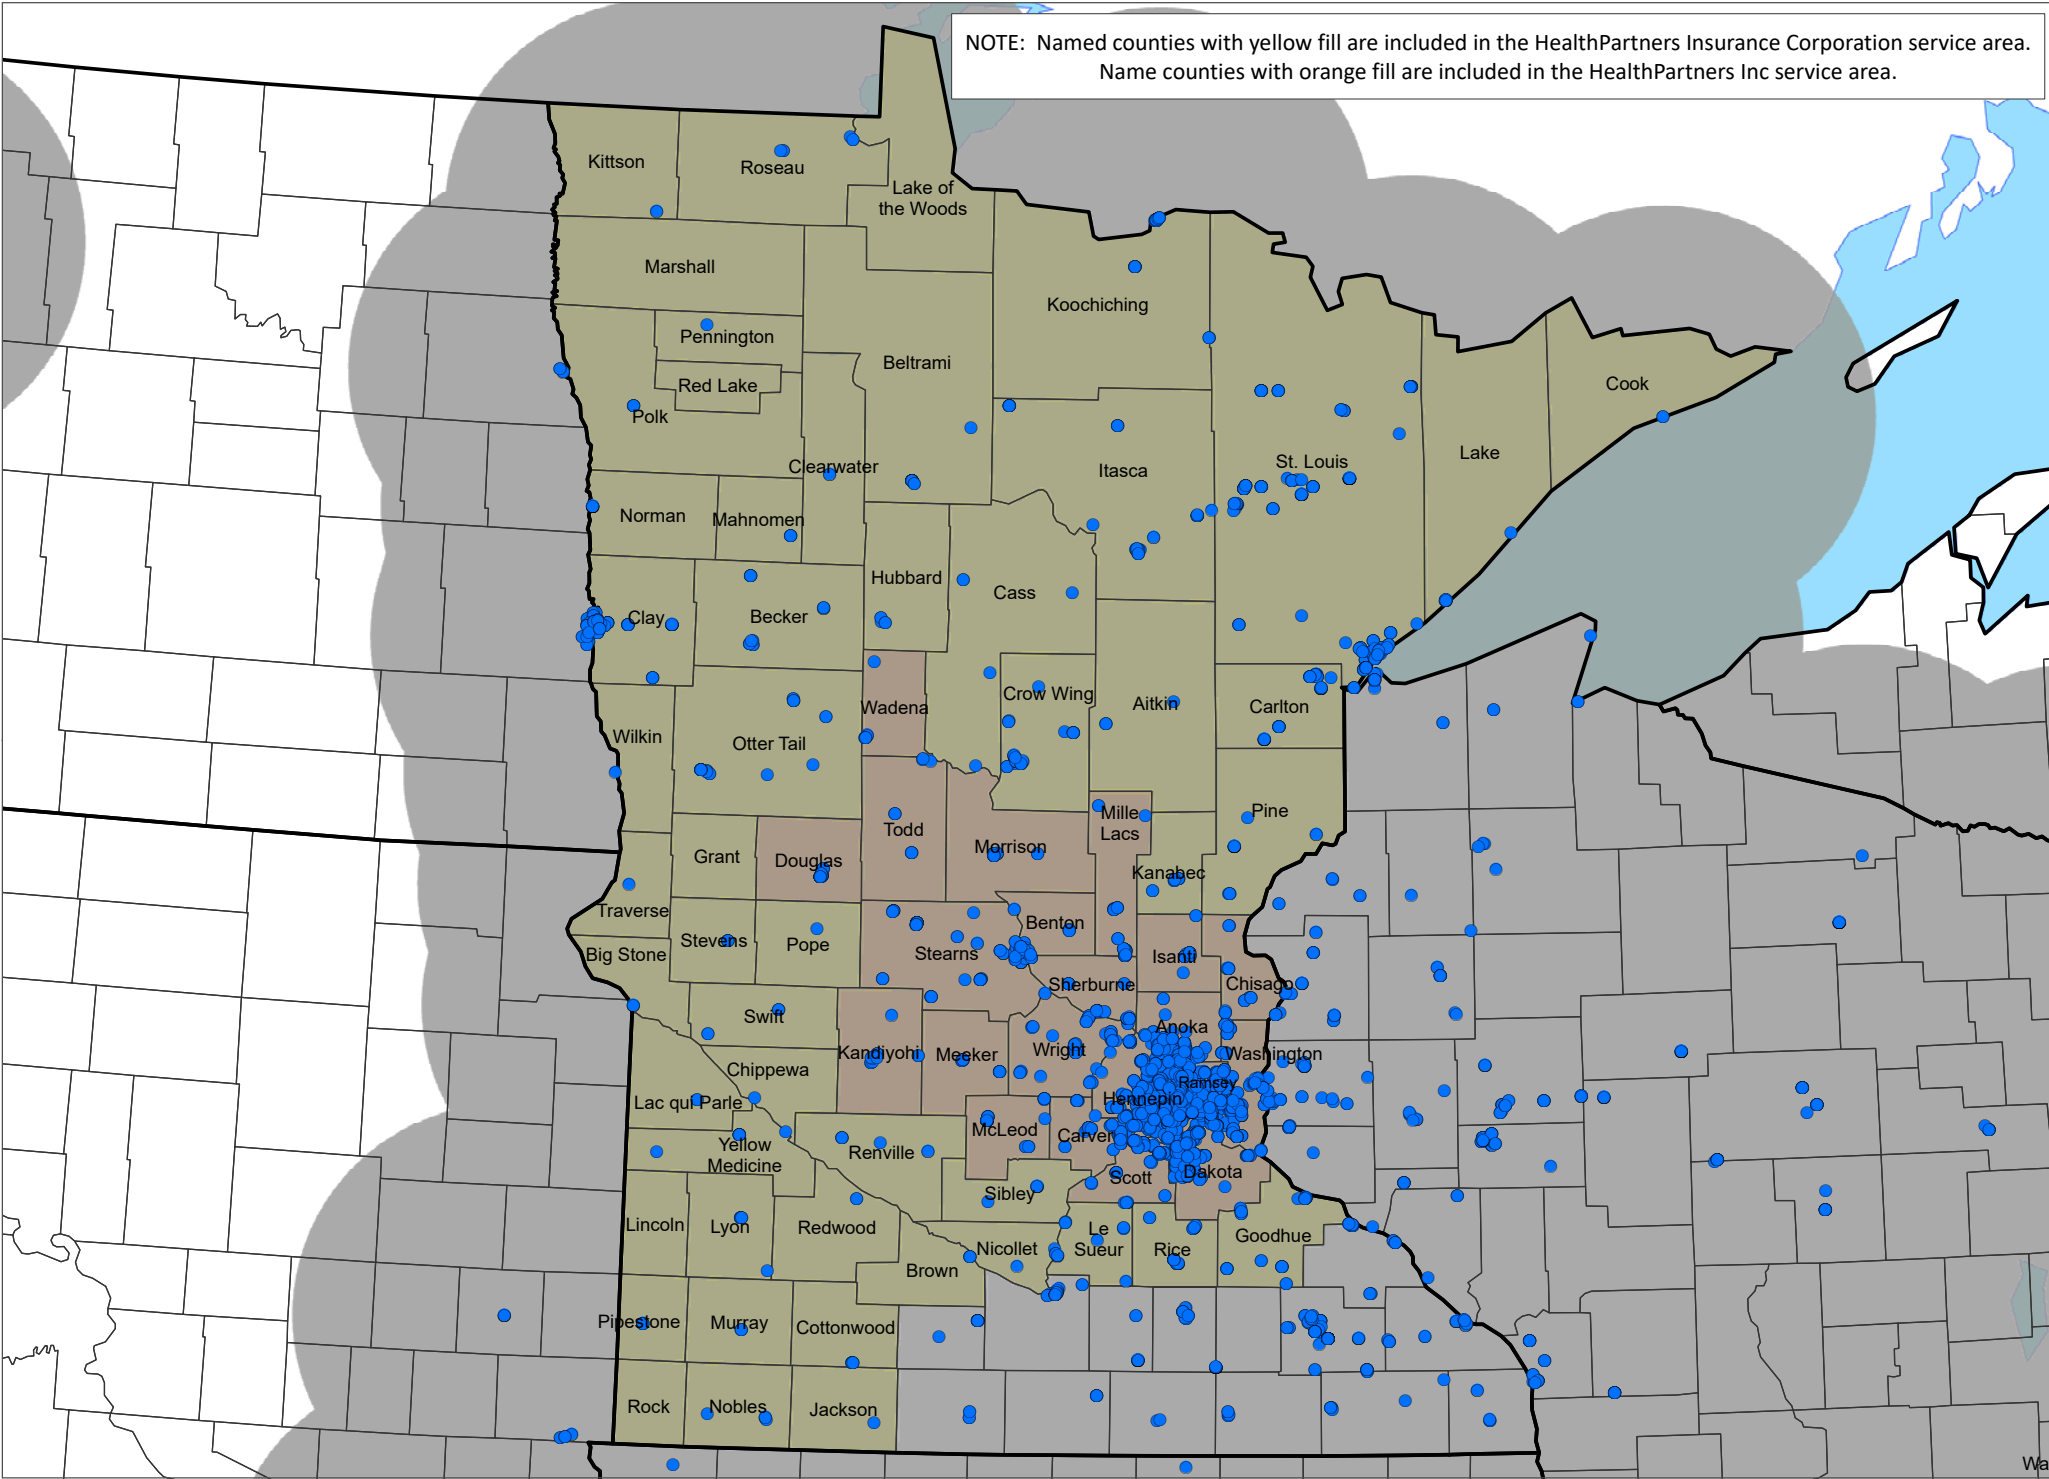 NOTE: Named counties with yellow fill are included in the HealthPartners Insurance Corporation service area.
Name counties with orange fill are included in the HealthPartners Inc service area.
Kittson
Roseau
Lake of
the Woods
Marshall
Koochiching
Pennington
Beltrami
Red Lake
Cook
Polk
Lake
St. Louis
Clearwater
Itasca
Norman
Mahnomen
Hubbard
Cass
Clay
Becker
Crow Wing
Wadena
Aitkin
Carlton
Wilkin
Otter Tail
Mille
Lacs
Pine
Todd
Morrison
Grant
Douglas
Kanabec
Traverse
Benton
Stevens
Pope
Big Stone
Stearns
Isanti
Sherburne
Chisago
Swift
Anoka
Kandiyohi
Meeker
Wright
Washington
Chippewa
Ramsey
Hennepin
Lac qui Parle
McLeod
Carver
Yellow
Medicine
Renville
Scott
Dakota
Sibley
Lincoln
Lyon
Redwood
Le
Sueur
Nicollet
Rice
Goodhue
Brown
Pipestone
Murray
Cottonwood
Rock
Nobles
Jackson
Wa